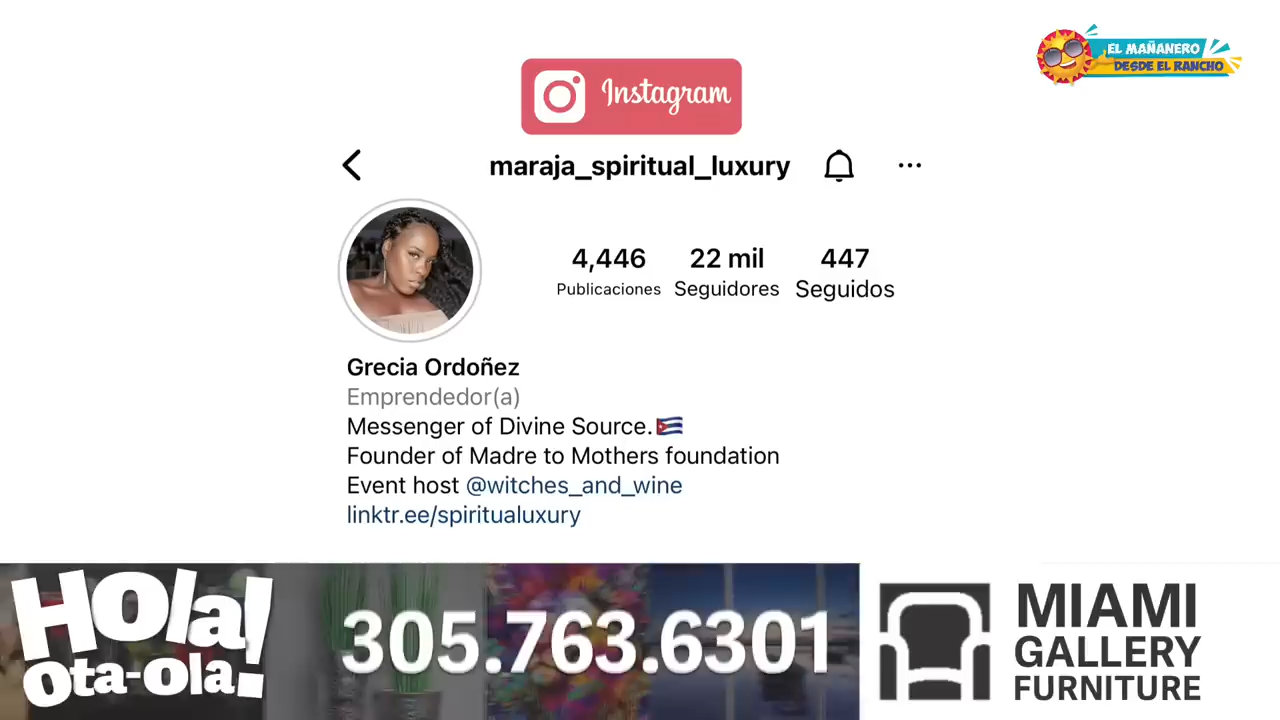 EL MAÑANERO
DESDE EL RANCHO
Instagram
maraja_spiritual_luxury
4,446 22 mil 447
Publicaciones Seguidores Seguidos
Grecia Ordoñez
Emprendedor(a)
Messenger of Divine Source.🇨🇺
Founder of Madre to Mothers foundation
Event host @witches_and_wine
linktr.ee/spiritualuxury
Hola!
Ota-Ola!
305.763.6301
MIAMI
GALLERY
FURNITURE